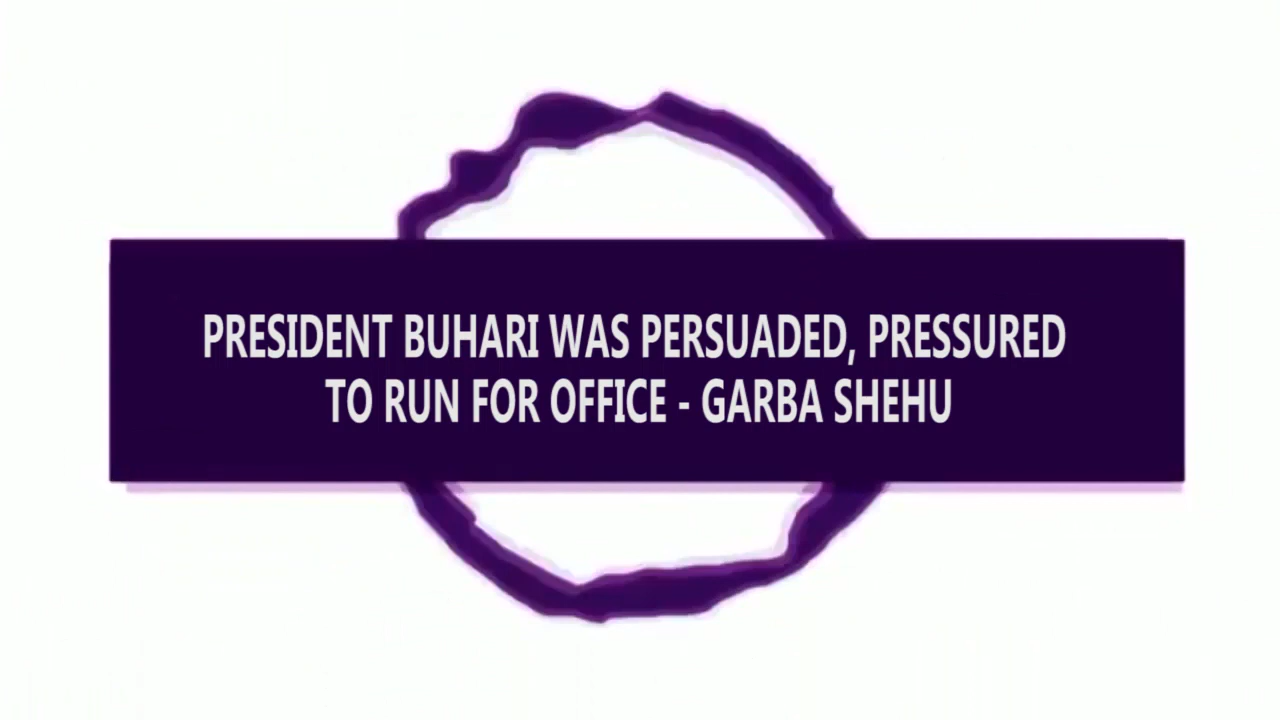 PRESIDENT BUHARI WAS PERSUADED, PRESSURED
TO RUN FOR OFFICE - GARBA SHEHU